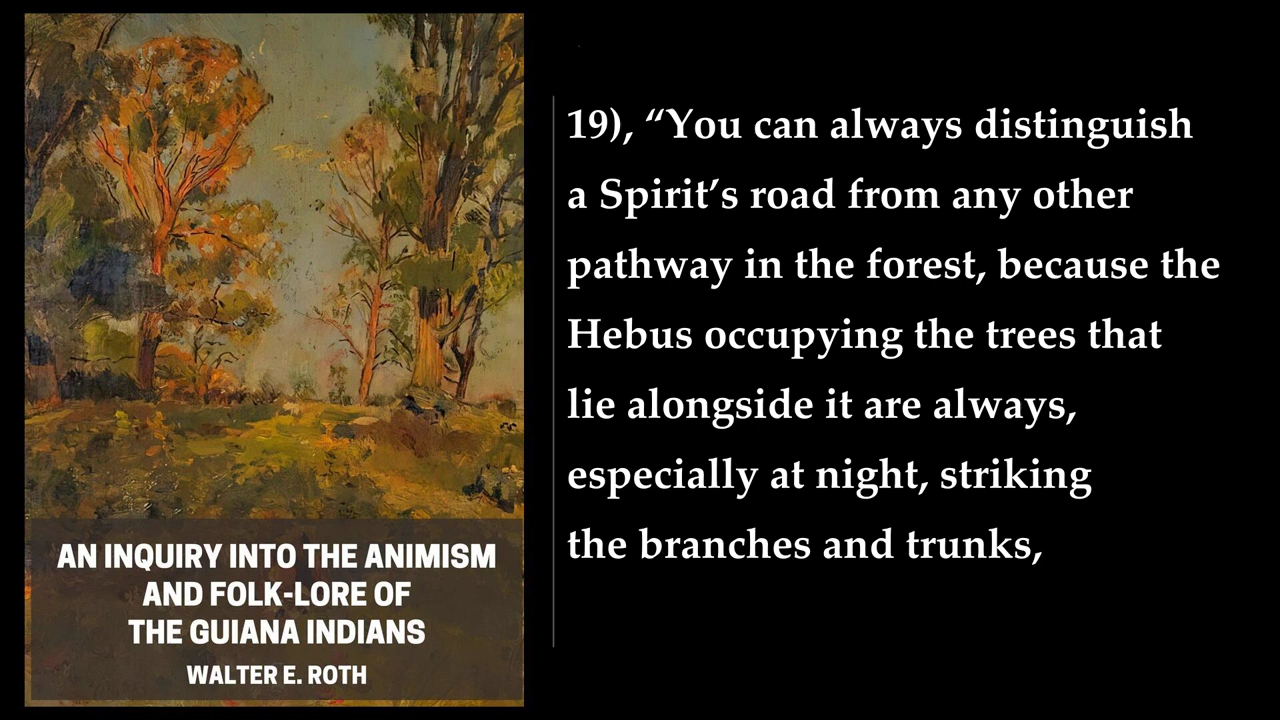 AN INQUIRY INTO THE ANIMISM
AND FOLK-LORE OF
THE GUIANA INDIANS
WALTER E. ROTH
19), “You can always distinguish
a Spirit’s road from any other
pathway in the forest, because the
Hebus occupying the trees that
lie alongside it are always,
especially at night, striking
the branches and trunks,